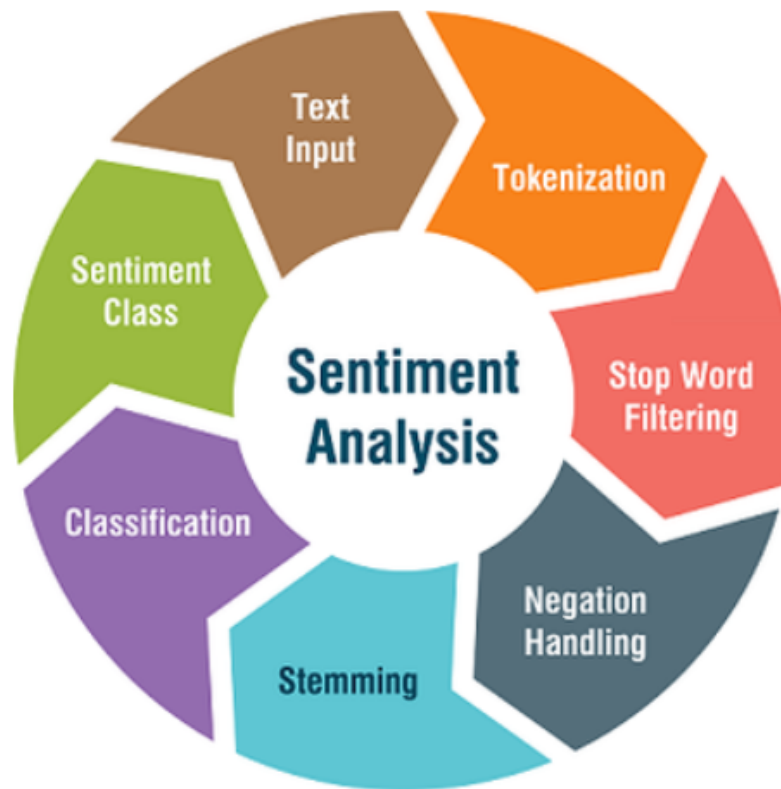 Text
Input
Tokenization
Stop Word
Filtering
Negation
Handling
Stemming
Classification
Sentiment
Class
Sentiment
Analysis